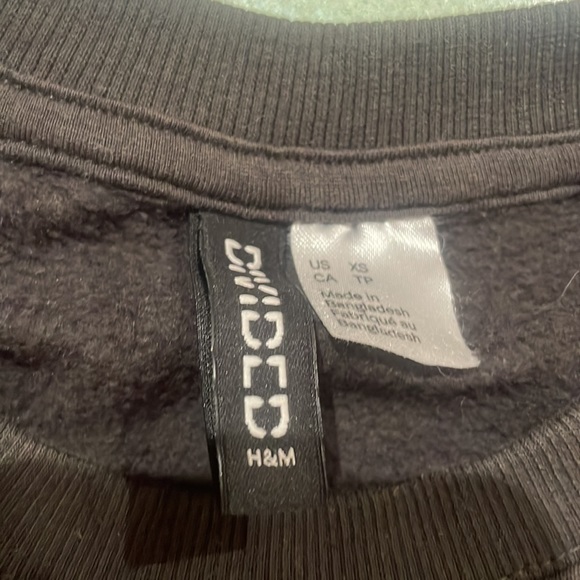 DIVIDED
H&M
US XS
CA TP
Made in
Bangladesh
Fabriqué au
Bangladesh